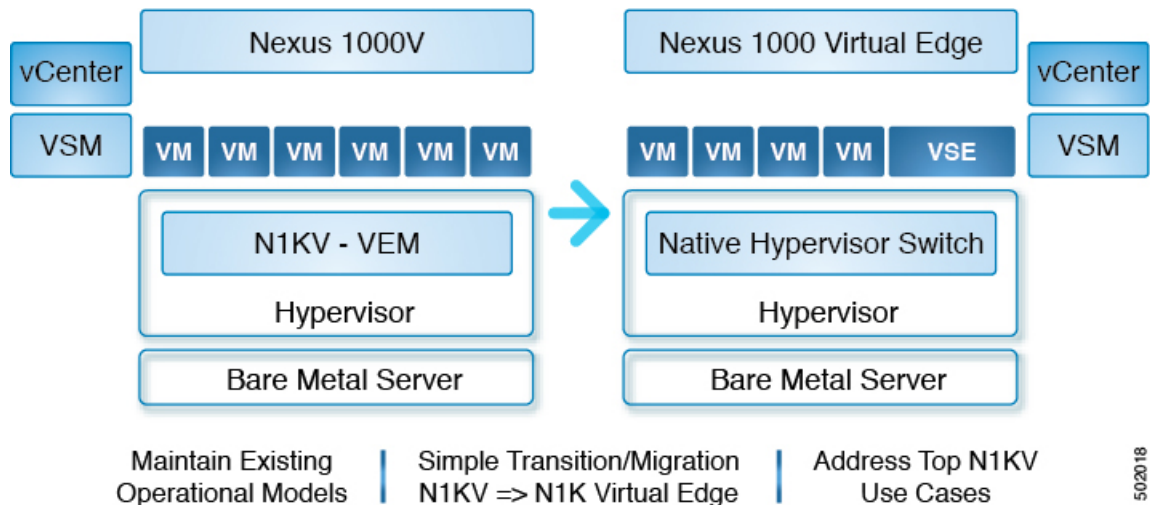 Nexus 1000V
Nexus 1000 Virtual Edge
vCenter
vCenter
VSM
VM VM VM VM VM VM
VM VM VM VM VSE
VSM
N1KV - VEM
Native Hypervisor Switch
Hypervisor
Hypervisor
Bare Metal Server
Bare Metal Server
Maintain Existing
Operational Models
Simple Transition/Migration
N1KV => N1K Virtual Edge
Address Top N1KV
Use Cases
502018